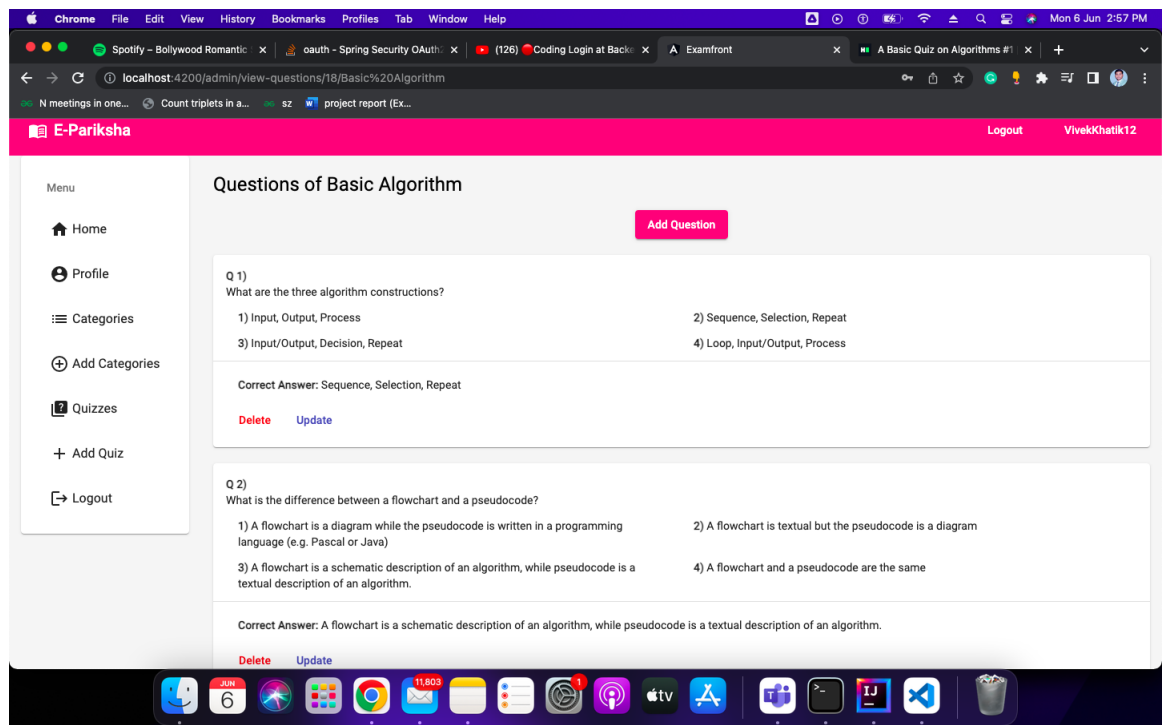 Chrome File Edit View History Bookmarks Profiles Tab Window Help Mon 6 Jun 2:57 PM
Spotify – Bollywood Romantic oauth - Spring Security OAuth2 (126) Coding Login at Backe Examfront A Basic Quiz on Algorithms #1
localhost:4200/admin/view-questions/18/Basic%20Algorithm
N meetings in one... Count triplets in a... sz project report (Ex...
E-Pariksha Logout VivekKhatik12
Menu
Home
Profile
Categories
Add Categories
Quizzes
Add Quiz
Logout
Questions of Basic Algorithm
Add Question
Q 1)
What are the three algorithm constructions?
1) Input, Output, Process 2) Sequence, Selection, Repeat
3) Input/Output, Decision, Repeat 4) Loop, Input/Output, Process
Correct Answer: Sequence, Selection, Repeat
Delete Update
Q 2)
What is the difference between a flowchart and a pseudocode?
1) A flowchart is a diagram while the pseudocode is written in a programming 2) A flowchart is textual but the pseudocode is a diagram
language (e.g. Pascal or Java)
3) A flowchart is a schematic description of an algorithm, while pseudocode is a 4) A flowchart and a pseudocode are the same
textual description of an algorithm.
Correct Answer: A flowchart is a schematic description of an algorithm, while pseudocode is a textual description of an algorithm.
Delete Update
JUN
6
11,803
1
tv
IJ